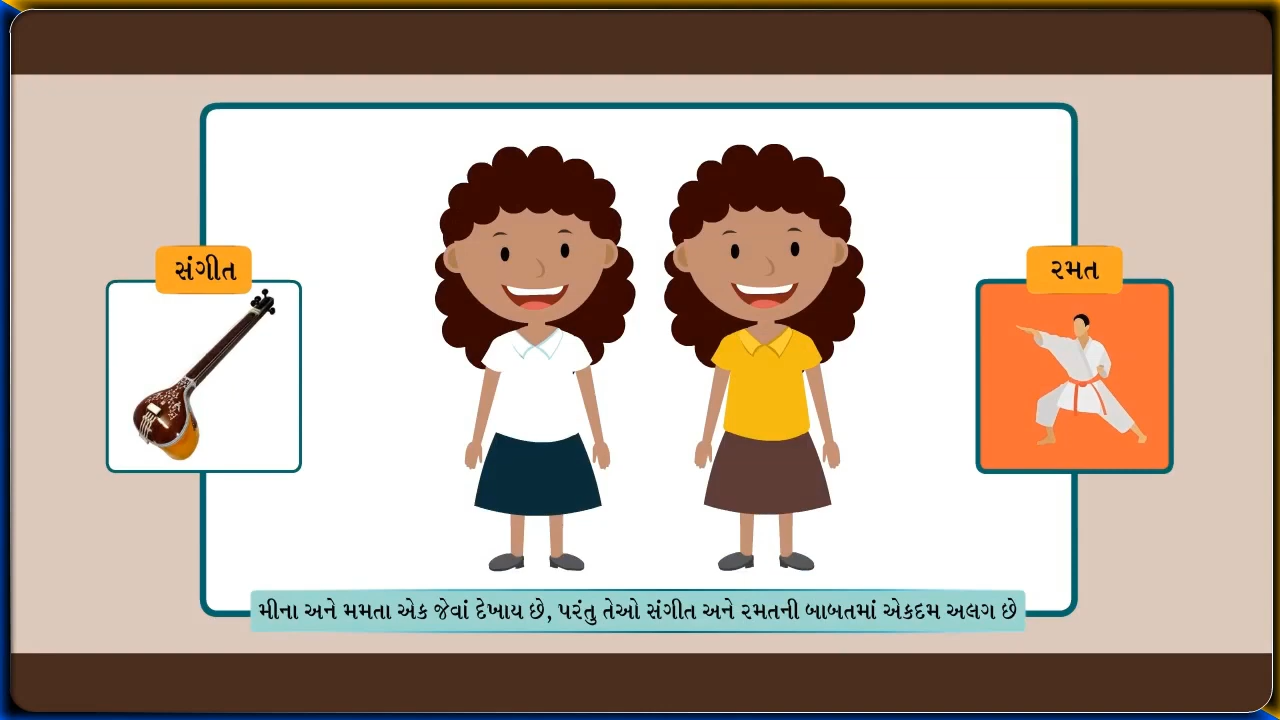 સંગીત
રમત
મીના અને મમતા એક જેવાં દેખાય છે, પરંતુ તેઓ સંગીત અને રમતની બાબતમાં એકદમ અલગ છે